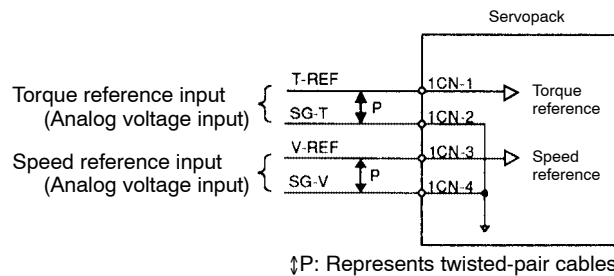 Servopack
T-REF
1CN-1
Torque reference input
(Analog voltage input)
P
Torque
reference
SG-T
1CN-2
V-REF
1CN-3
Speed reference input
(Analog voltage input)
P
Speed
reference
SG-V
1CN-4
P: Represents twisted-pair cables